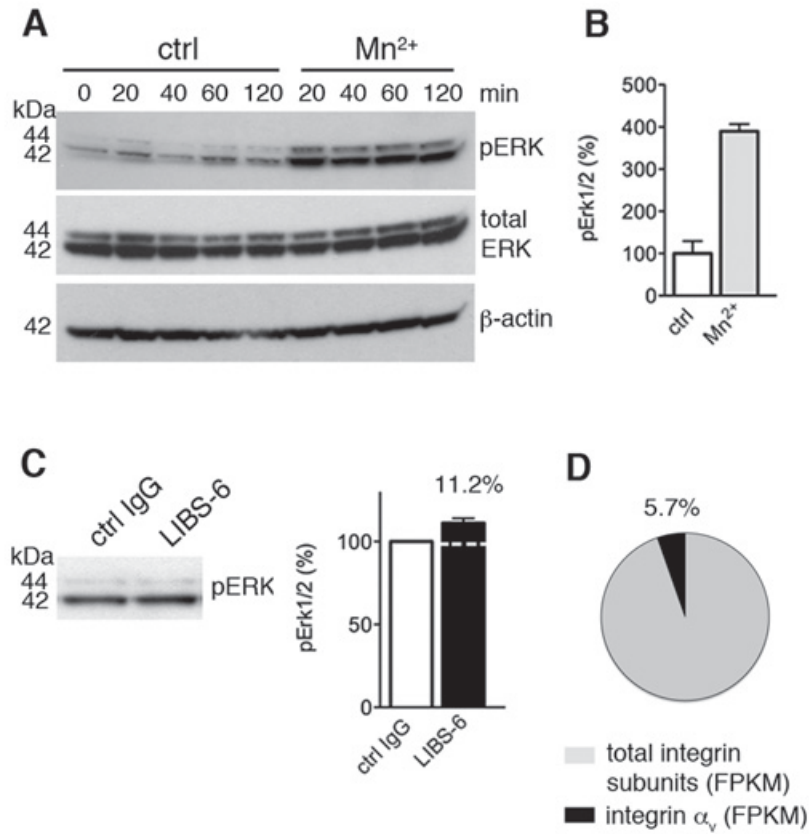 A
ctrl Mn2+
0 20 40 60 120 20 40 60 120 min
kDa
44
42
pERK
44
42
total
ERK
42
β-actin
B
pErk1/2 (%)
500
400
300
200
100
0
ctrl Mn2+
C
ctrl IgG LIBS-6
kDa
44
42
pERK
11.2%
pErk1/2 (%)
100
50
0
ctrl IgG LIBS-6
D
5.7%
total integrin
subunits (FPKM)
integrin αv (FPKM)